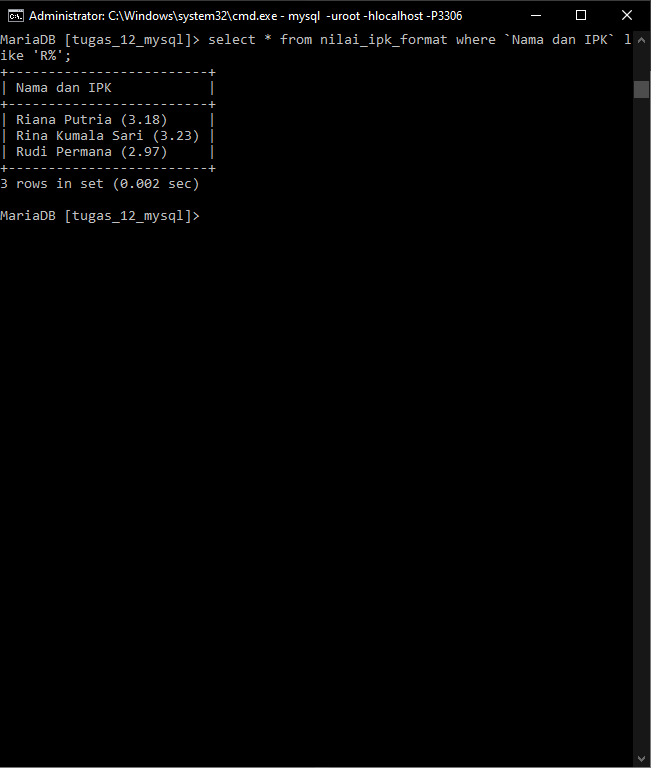 Administrator: C:\Windows\system32\cmd.exe - mysql -uroot -hlocalhost -P3306
MariaDB [tugas_12_mysql]> select * from nilai_ipk_format where `Nama dan IPK` l
ike 'R%';
+-------------------------+
| Nama dan IPK            |
+-------------------------+
| Riana Putria (3.18)     |
| Rina Kumala Sari (3.23) |
| Rudi Permana (2.97)     |
+-------------------------+
3 rows in set (0.002 sec)
MariaDB [tugas_12_mysql]>